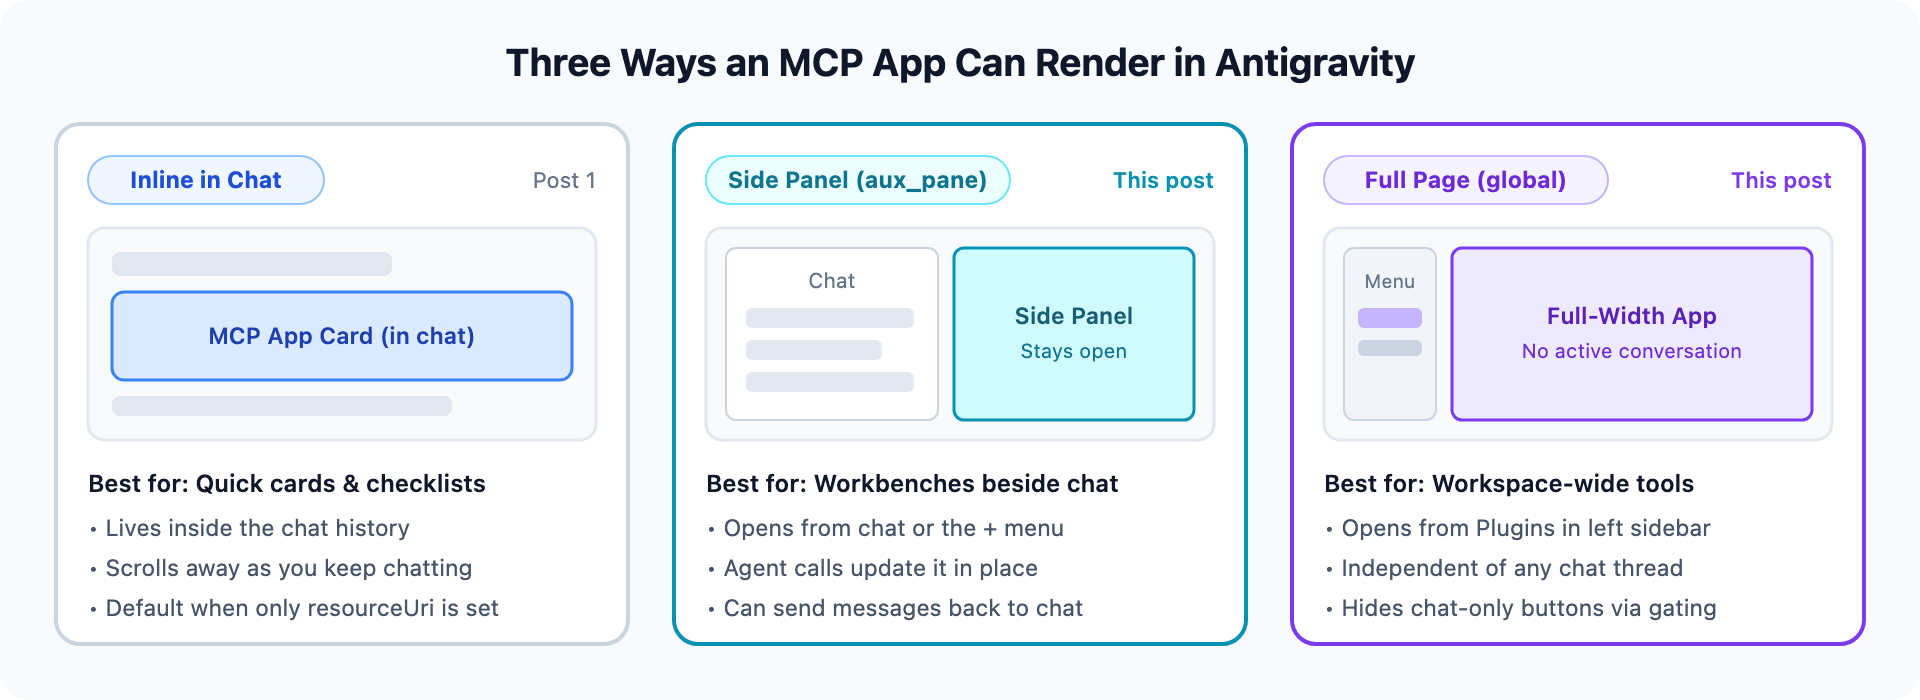 Three Ways an MCP App Can Render in Antigravity
Inline in Chat
Post 1
MCP App Card (in chat)
Best for: Quick cards & checklists
• Lives inside the chat history
• Scrolls away as you keep chatting
• Default when only resourceUri is set
Side Panel (aux_pane)
This post
Chat
Side Panel
Stays open
Best for: Workbenches beside chat
• Opens from chat or the + menu
• Agent calls update it in place
• Can send messages back to chat
Full Page (global)
This post
Menu
Full-Width App
No active conversation
Best for: Workspace-wide tools
• Opens from Plugins in left sidebar
• Independent of any chat thread
• Hides chat-only buttons via gating